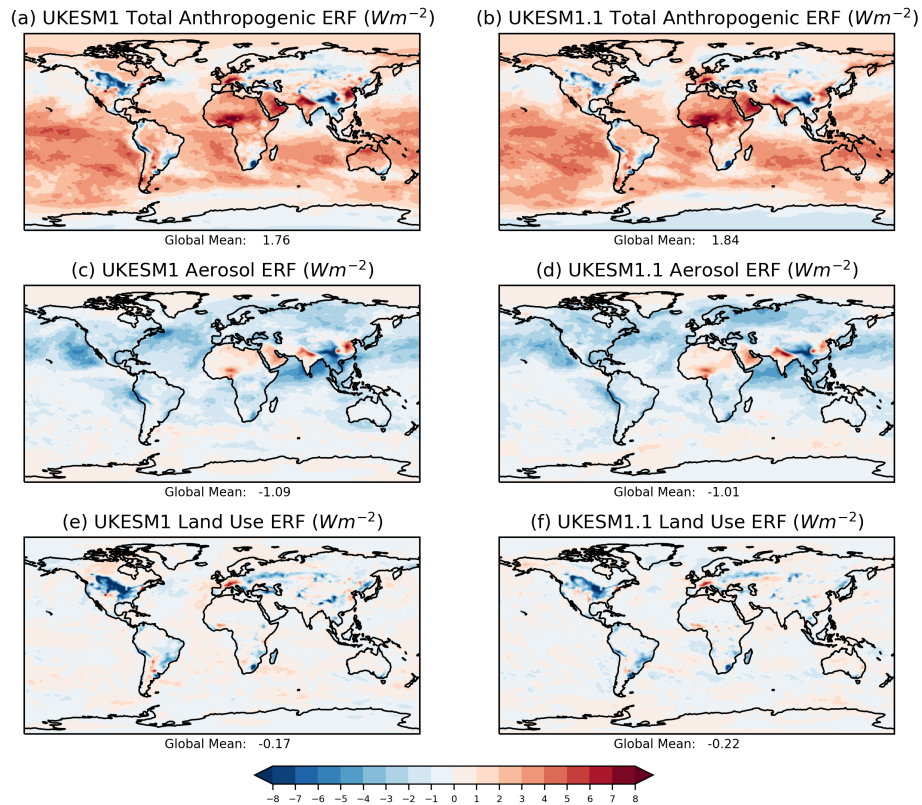 (a) UKESM1 Total Anthropogenic ERF (Wm⁻²)
(b) UKESM1.1 Total Anthropogenic ERF (Wm⁻²)
Global Mean: 1.76
Global Mean: 1.84
(c) UKESM1 Aerosol ERF (Wm⁻²)
(d) UKESM1.1 Aerosol ERF (Wm⁻²)
Global Mean: -1.09
Global Mean: -1.01
(e) UKESM1 Land Use ERF (Wm⁻²)
(f) UKESM1.1 Land Use ERF (Wm⁻²)
Global Mean: -0.17
Global Mean: -0.22
−8 −7 −6 −5 −4 −3 −2 −1 0 1 2 3 4 5 6 7 8